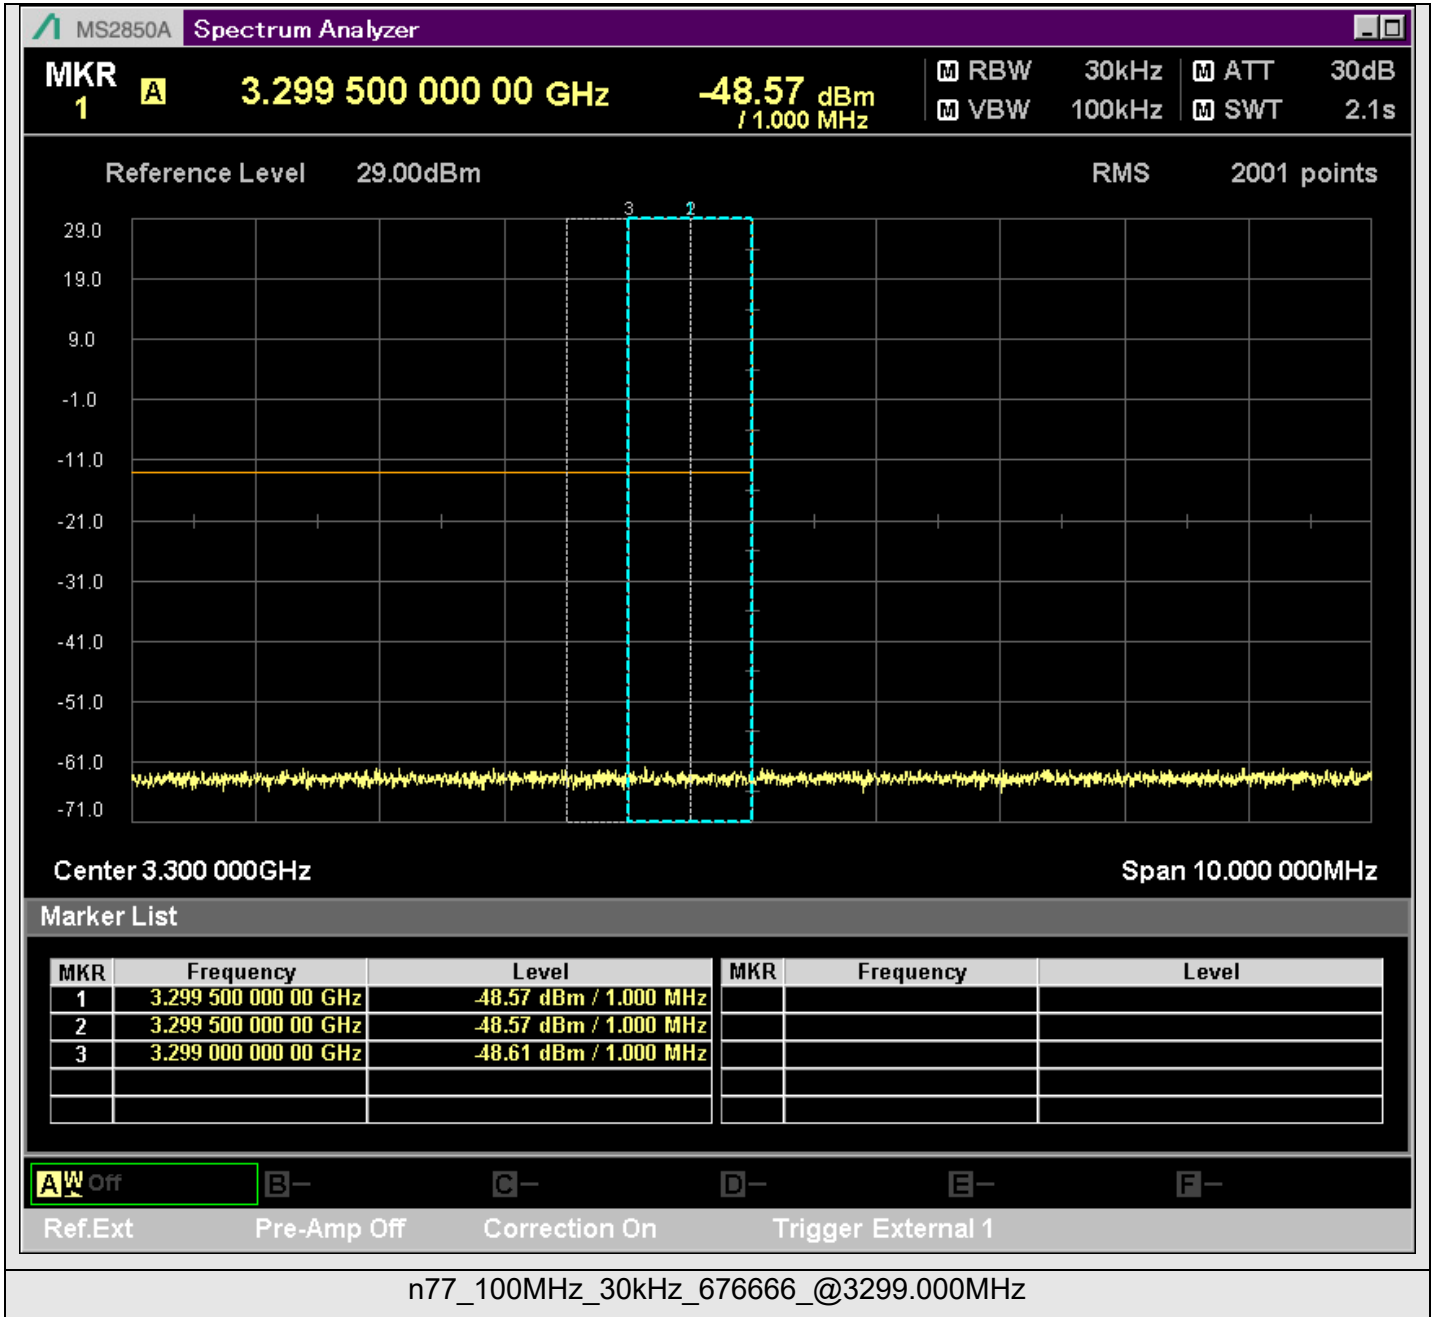 MS2850A Spectrum Analyzer
MKR 1 A 3.299 500 000 00 GHz -48.57 dBm / 1.000 MHz
M RBW 30kHz M ATT 30dB
M VBW 100kHz M SWT 2.1s
Reference Level 29.00dBm RMS 2001 points
3 2
29.0
19.0
9.0
-1.0
-11.0
-21.0
-31.0
-41.0
-51.0
-61.0
-71.0
Center 3.300 000GHz Span 10.000 000MHz
Marker List
MKR Frequency Level MKR Frequency Level
1 3.299 500 000 00 GHz -48.57 dBm / 1.000 MHz
2 3.299 500 000 00 GHz -48.57 dBm / 1.000 MHz
3 3.299 000 000 00 GHz -48.61 dBm / 1.000 MHz
A W Off B — C — D — E — F —
Ref.Ext Pre-Amp Off Correction On Trigger External 1
n77_100MHz_30kHz_676666_@3299.000MHz